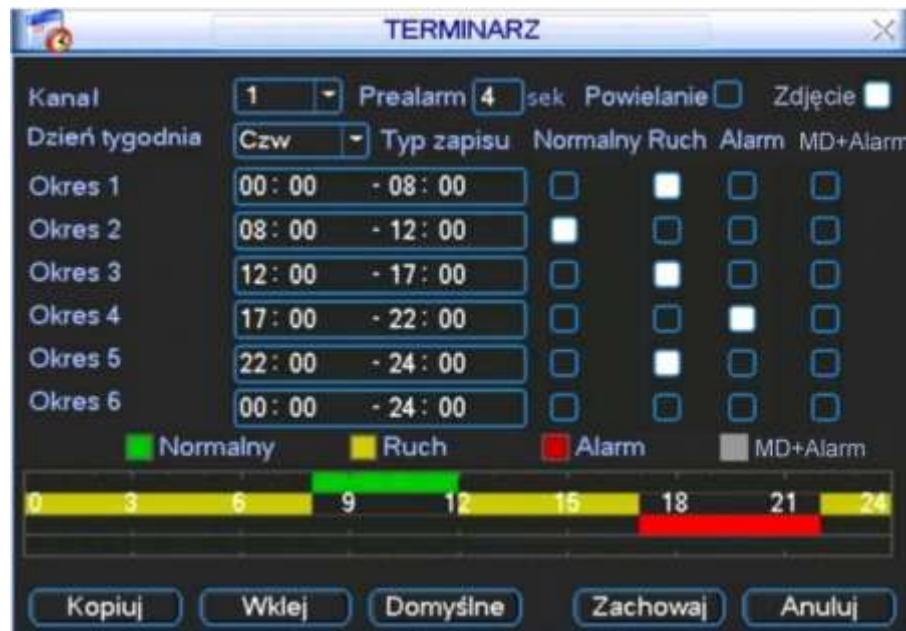 TERMINARZ
Kanał 1 Prealarm 4 sek Powielanie Zdjęcie
Dzień tygodnia Czw Typ zapisu Normalny Ruch Alarm MD+Alarm
Okres 1 00:00 - 08:00
Okres 2 08:00 - 12:00
Okres 3 12:00 - 17:00
Okres 4 17:00 - 22:00
Okres 5 22:00 - 24:00
Okres 6 00:00 - 24:00
Normalny Ruch Alarm MD+Alarm
0 3 6 9 12 15 18 21 24
Kopiuj Wklej Domyślne Zachowaj Anuluj